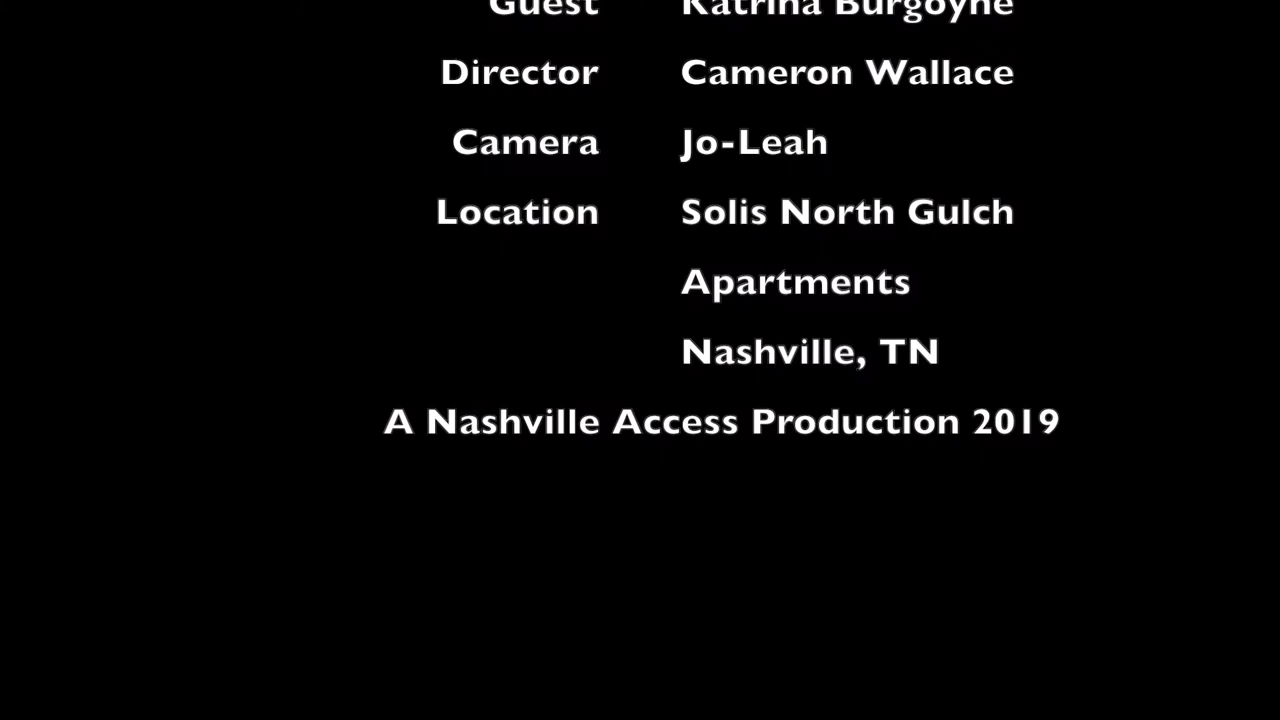 Guest Katrina Burgoyne
Director Cameron Wallace
Camera Jo-Leah
Location Solis North Gulch
Apartments
Nashville, TN
A Nashville Access Production 2019